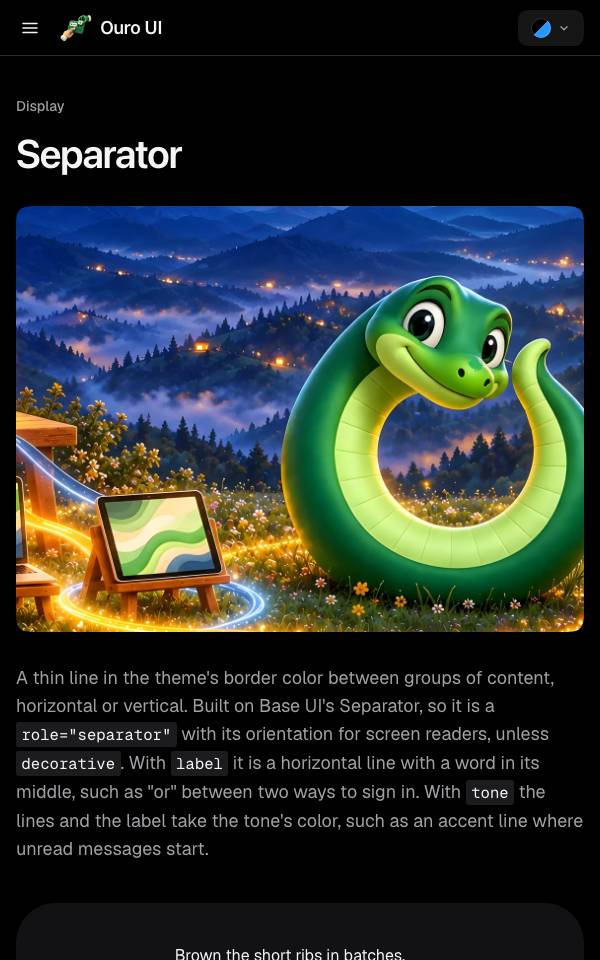 Ouro UI
Display
Separator
A thin line in the theme's border color between groups of content,
horizontal or vertical. Built on Base UI's Separator, so it is a
role="separator" with its orientation for screen readers, unless
decorative. With label it is a horizontal line with a word in its
middle, such as "or" between two ways to sign in. With tone the
lines and the label take the tone's color, such as an accent line where
unread messages start.
Brown the short ribs in batches.